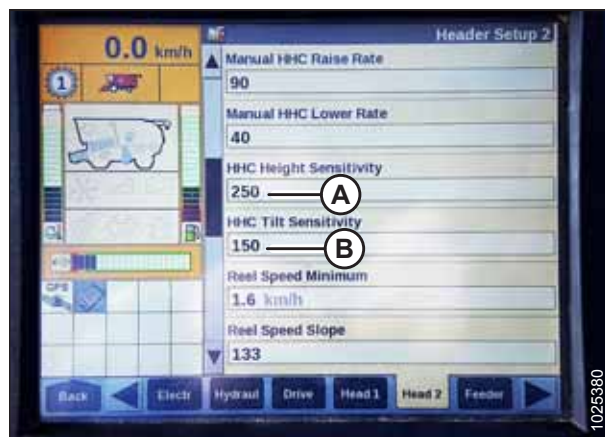 Header Setup 2
0.0 km/h
1
Manual HHC Raise Rate
90
Manual HHC Lower Rate
40
HHC Height Sensitivity
250
A
HHC Tilt Sensitivity
150
B
Reel Speed Minimum
1.6 km/h
Reel Speed Slope
133
GPS
Back
Electr
Hydraul
Drive
Head 1
Head 2
Feeder
1025380